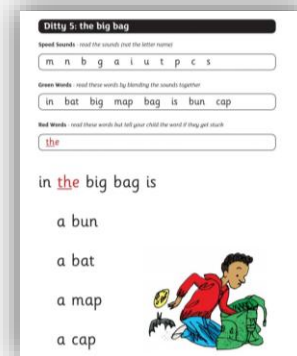 Ditty 5: the big bag
Speed Sounds - read the sounds (not the letter name)
m n b g a i u t p c s
Green Words - read these words by blending the sounds together
in bat big map bag is bun cap
Red Words - read these words but tell your child the word if they get stuck
the
in the big bag is
a bun
a bat
a map
a cap